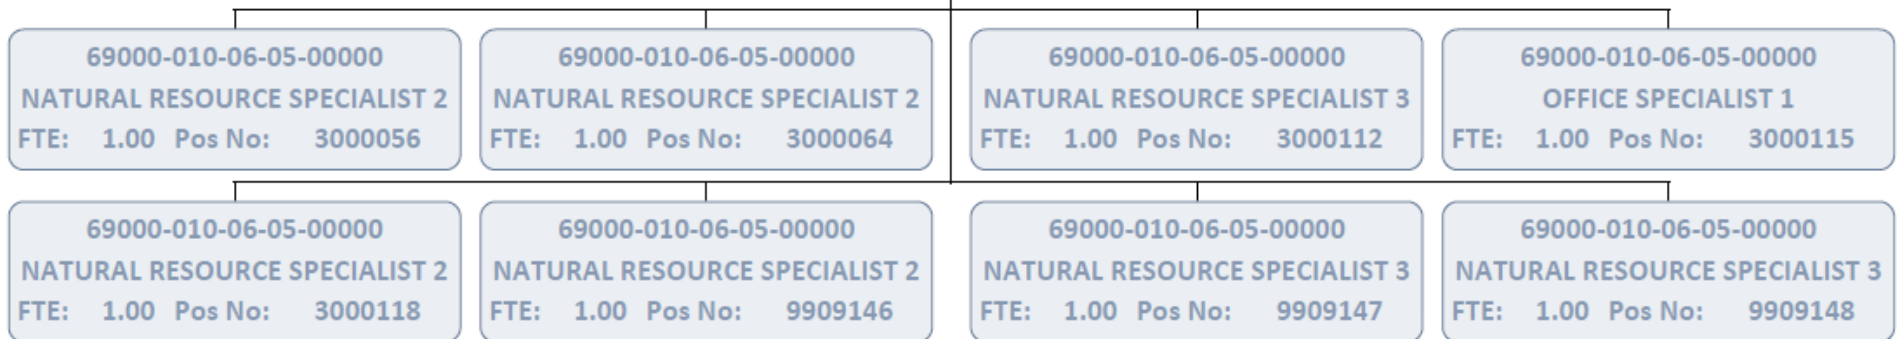 69000-010-06-05-00000
NATURAL RESOURCE SPECIALIST 2
FTE: 1.00 Pos No: 3000056
69000-010-06-05-00000
NATURAL RESOURCE SPECIALIST 2
FTE: 1.00 Pos No: 3000064
69000-010-06-05-00000
NATURAL RESOURCE SPECIALIST 3
FTE: 1.00 Pos No: 3000112
69000-010-06-05-00000
OFFICE SPECIALIST 1
FTE: 1.00 Pos No: 3000115
69000-010-06-05-00000
NATURAL RESOURCE SPECIALIST 2
FTE: 1.00 Pos No: 3000118
69000-010-06-05-00000
NATURAL RESOURCE SPECIALIST 2
FTE: 1.00 Pos No: 9909146
69000-010-06-05-00000
NATURAL RESOURCE SPECIALIST 3
FTE: 1.00 Pos No: 9909147
69000-010-06-05-00000
NATURAL RESOURCE SPECIALIST 3
FTE: 1.00 Pos No: 9909148